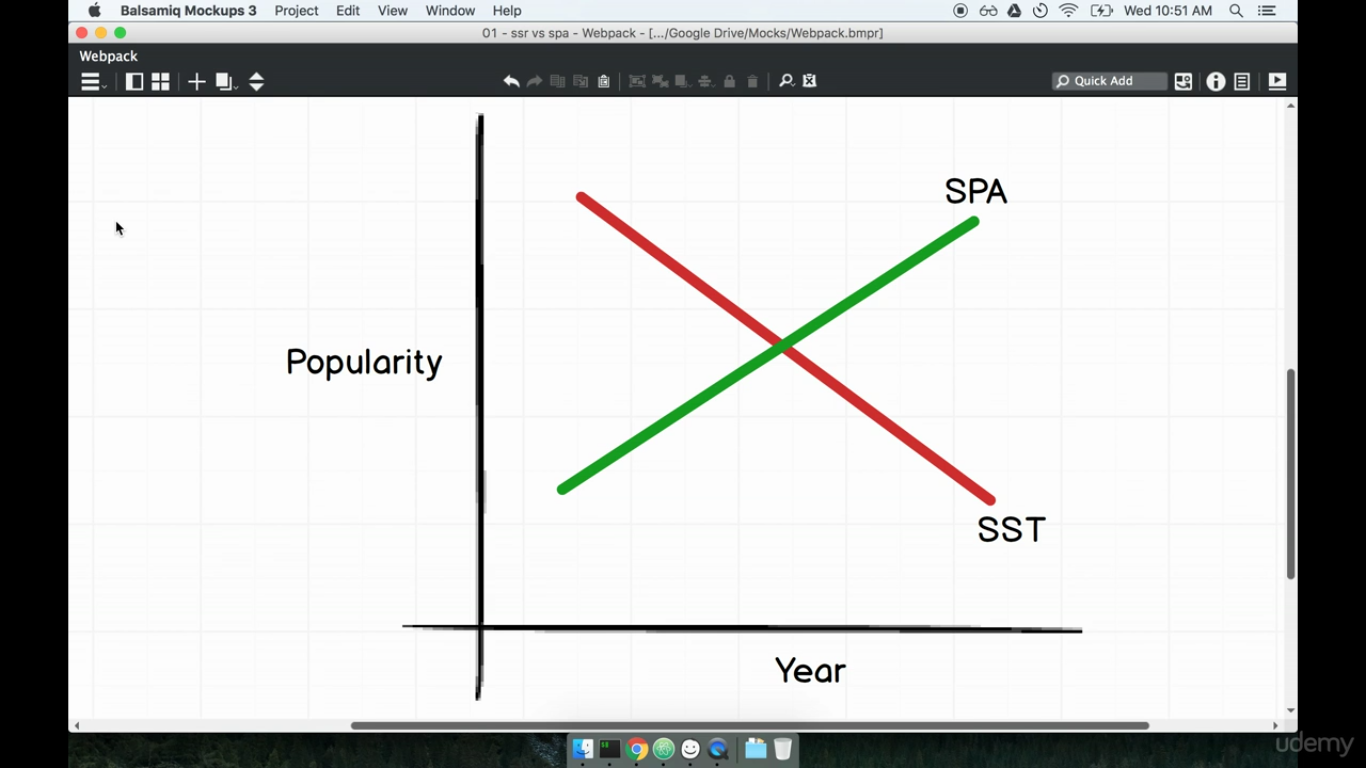 Balsamiq Mockups 3 Project Edit View Window Help Wed 10:51 AM
01 - ssr vs spa - Webpack - [.../Google Drive/Mocks/Webpack.bmpr]
Webpack
Quick Add
SPA
Popularity
SST
Year
udemy